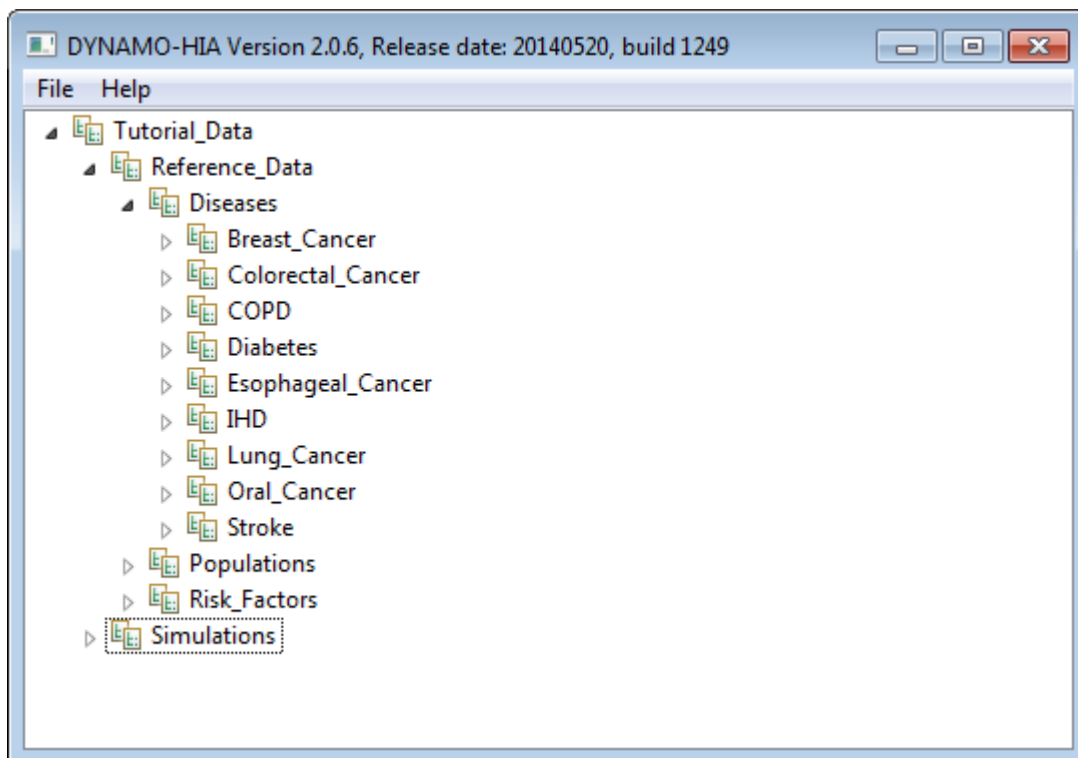 DYNAMO-HIA Version 2.0.6, Release date: 20140520, build 1249
File Help
Tutorial_Data
Reference_Data
Diseases
Breast_Cancer
Colorectal_Cancer
COPD
Diabetes
Esophageal_Cancer
IHD
Lung_Cancer
Oral_Cancer
Stroke
Populations
Risk_Factors
Simulations